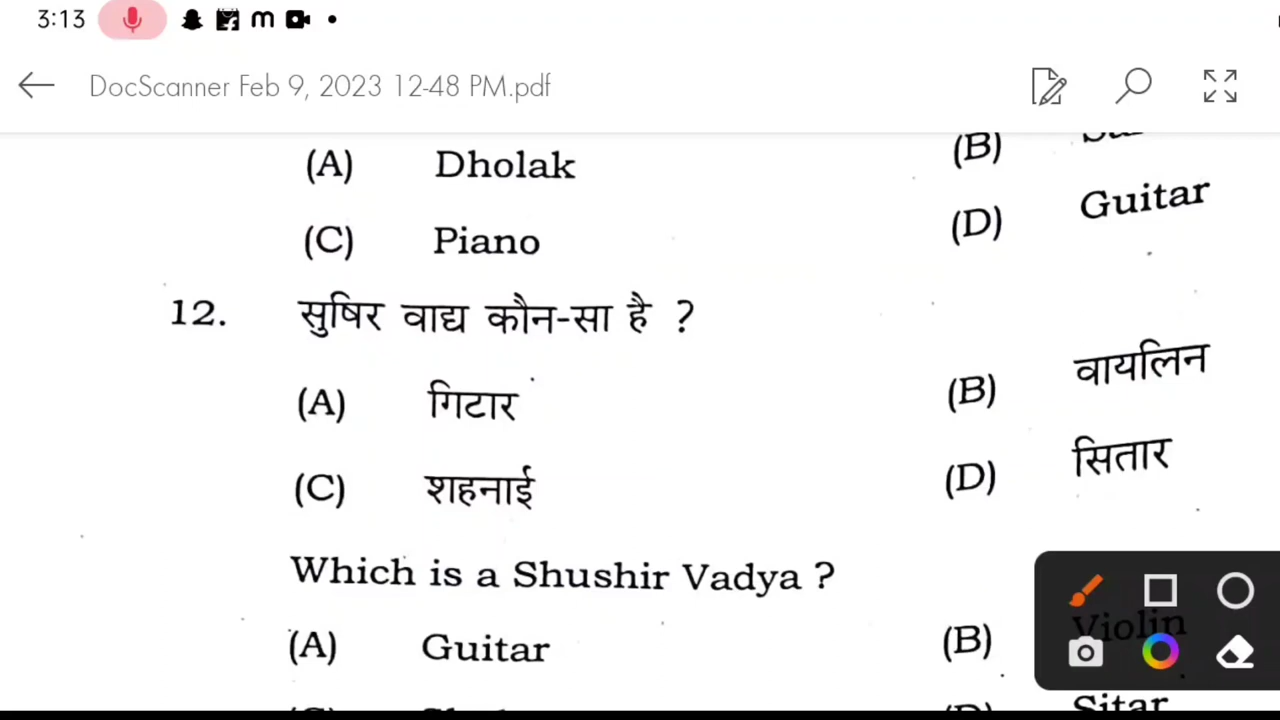 3:13
DocScanner Feb 9, 2023 12-48 PM.pdf
(A) Dholak (B)
(C) Piano (D) Guitar
12. सुषिर वाद्य कौन-सा है ?
(A) गिटार (B) वायलिन
(C) शहनाई (D) सितार
Which is a Shushir Vadya ?
(A) Guitar (B) Violin
(D) Sitar